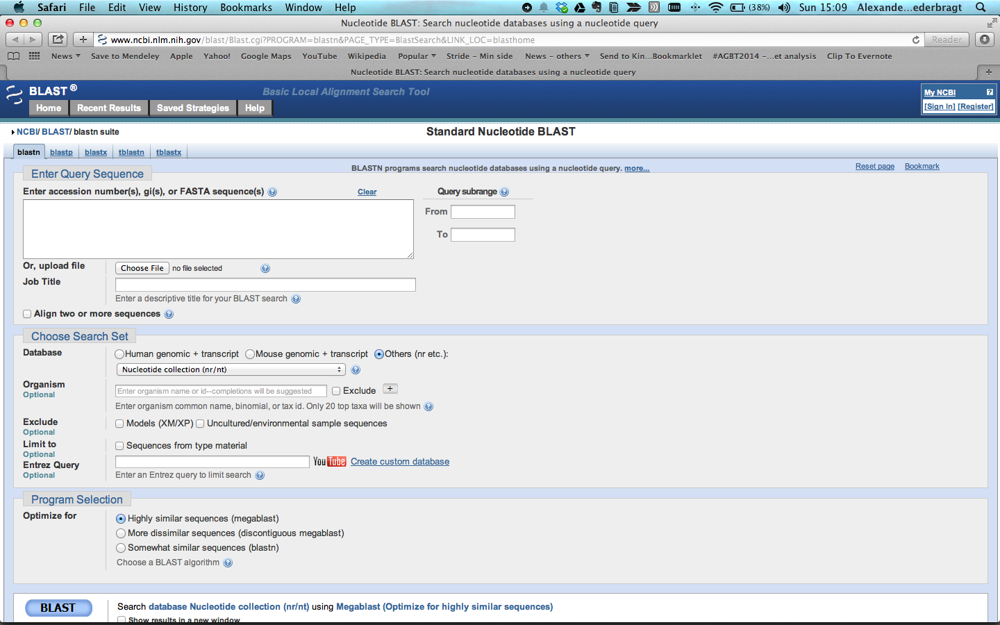 Safari File Edit View History Bookmarks Window Help (38%) Sun 15:09 Alexande...ederbragt
Nucleotide BLAST: Search nucleotide databases using a nucleotide query
www.ncbi.nlm.nih.gov/blast/Blast.cgi?PROGRAM=blastn&PAGE_TYPE=BlastSearch&LINK_LOC=blasthome Reader
News Save to Mendeley Apple Yahoo! Google Maps YouTube Wikipedia Popular Stride – Min side News – others Send to Kin...Bookmarklet #AGBT2014 –...et analysis Clip To Evernote
Nucleotide BLAST: Search nucleotide databases using a nucleotide query
BLAST ® Basic Local Alignment Search Tool My NCBI ?
Home Recent Results Saved Strategies Help [Sign In] [Register]
NCBI/ BLAST/ blastn suite Standard Nucleotide BLAST
blastn blastp blastx tblastn tblastx
Enter Query Sequence BLASTN programs search nucleotide databases using a nucleotide query. more... Reset page Bookmark
Enter accession number(s), gi(s), or FASTA sequence(s) ? Clear Query subrange ?
From
To
Or, upload file Choose File no file selected ?
Job Title
Enter a descriptive title for your BLAST search ?
Align two or more sequences ?
Choose Search Set
Database Human genomic + transcript Mouse genomic + transcript Others (nr etc.):
Nucleotide collection (nr/nt) ?
Organism
Optional
Enter organism name or id--completions will be suggested Exclude +
Enter organism common name, binomial, or tax id. Only 20 top taxa will be shown ?
Exclude
Optional
Models (XM/XP) Uncultured/environmental sample sequences
Limit to
Optional
Sequences from type material
Entrez Query
Optional
YouTube Create custom database
Enter an Entrez query to limit search ?
Program Selection
Optimize for
Highly similar sequences (megablast)
More dissimilar sequences (discontiguous megablast)
Somewhat similar sequences (blastn)
Choose a BLAST algorithm ?
BLAST Search database Nucleotide collection (nr/nt) using Megablast (Optimize for highly similar sequences)
Show results in a new window